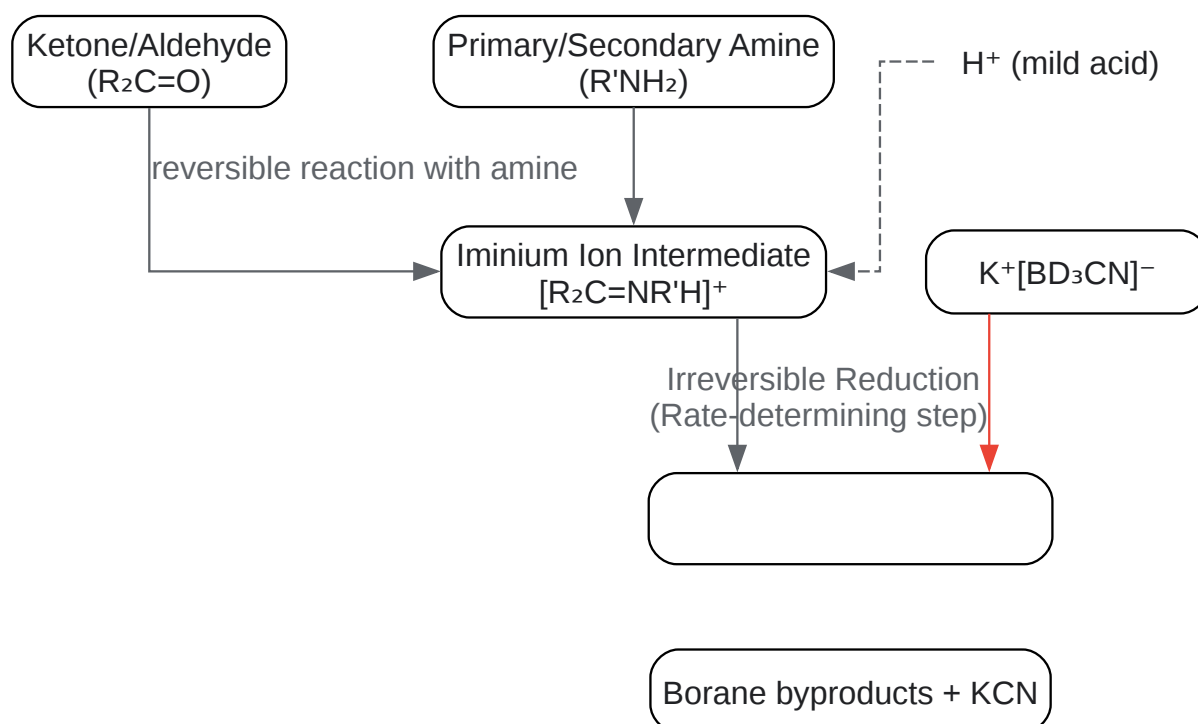 Ketone/Aldehyde
(R₂C=O)
Primary/Secondary Amine
(R'NH₂)
H⁺ (mild acid)
reversible reaction with amine
Iminium Ion Intermediate
[R₂C=NR'H]⁺
K⁺[BD₃CN]⁻
Irreversible Reduction
(Rate-determining step)
Borane byproducts + KCN